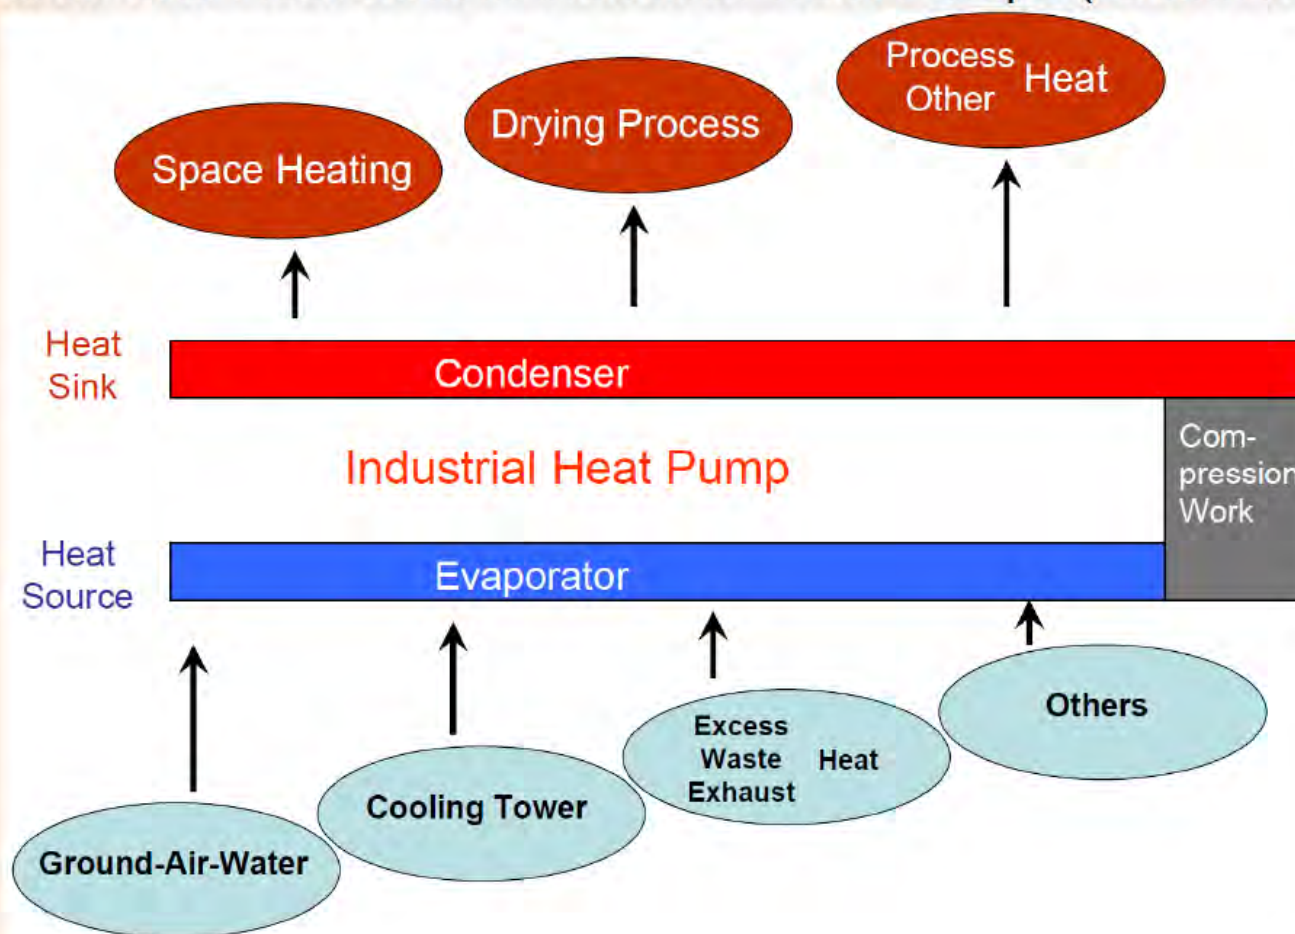 Process
Other
Heat
Drying Process
Space Heating
Heat
Sink
Condenser
Com-
pression
Work
Industrial Heat Pump
Heat
Source
Evaporator
Others
Excess
Waste
Exhaust
Heat
Cooling Tower
Ground-Air-Water